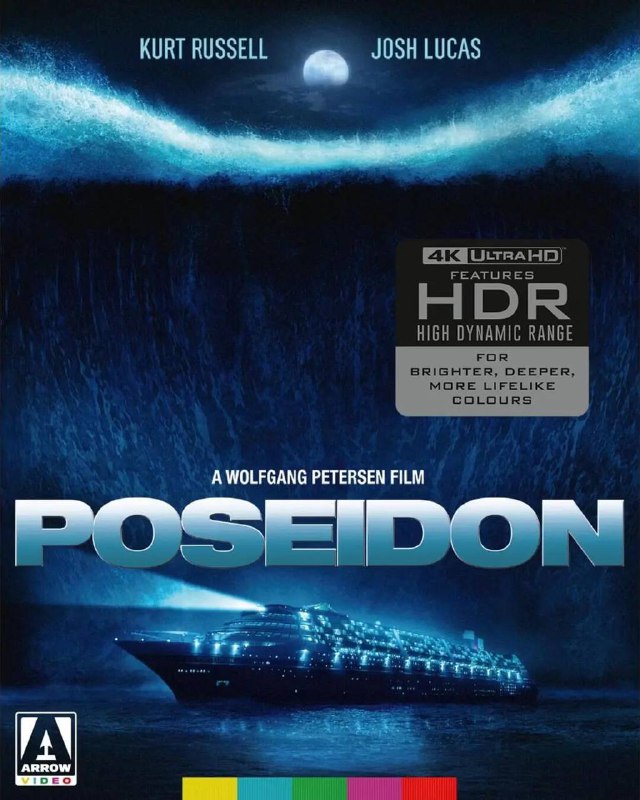 KURT RUSSELL JOSH LUCAS
4K ULTRA HD
FEATURES
HDR
HIGH DYNAMIC RANGE
FOR
BRIGHTER, DEEPER,
MORE LIFELIKE
COLOURS
A WOLFGANG PETERSEN FILM
POSEIDON
ARROW
VIDEO